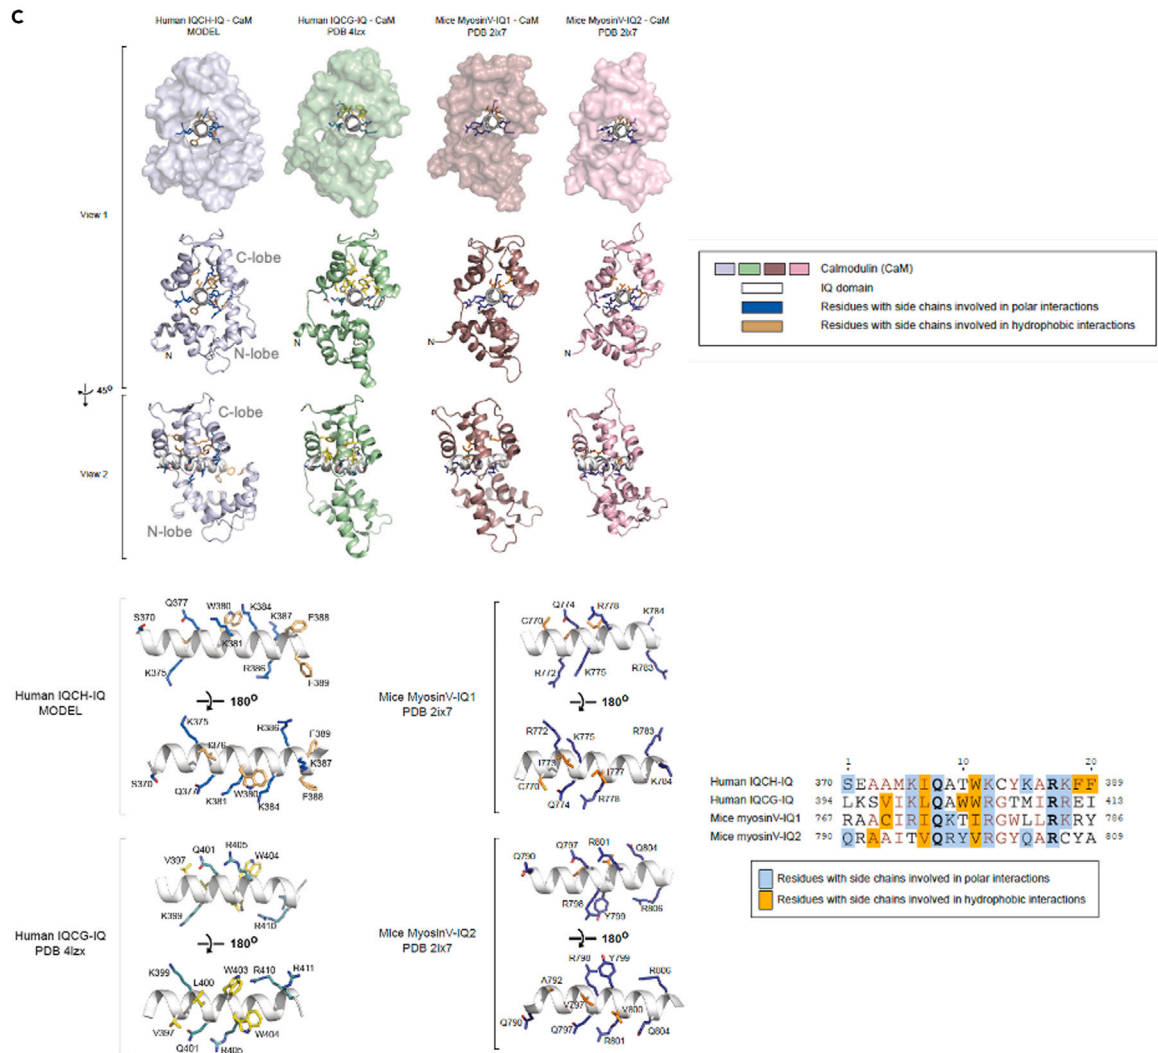 C
Human IQCH-IQ - CaM
MODEL
Human IQCG-IQ - CaM
PDB 4lzx
Mice MyosinV-IQ1 - CaM
PDB 2ix7
Mice MyosinV-IQ2 - CaM
PDB 2ix7
View 1
C-lobe
N-lobe
N
N
N
N
45º
View 2
C-lobe
N-lobe
Calmodulin (CaM)
IQ domain
Residues with side chains involved in polar interactions
Residues with side chains involved in hydrophobic interactions
Human IQCH-IQ
MODEL
S370
Q377
W380
K384
K387
F388
K375
K381
R386
F389
180º
K375
R386
F389
I376
K387
S370
Q377
K381
W380
K384
F388
Mice MyosinV-IQ1
PDB 2ix7
Q774
R778
K784
C770
R772
K775
R783
180º
R772
K775
R783
I773
I777
C770
Q774
R778
K784
Human IQCG-IQ
PDB 4lzx
V397
Q401
R405
W404
K399
R410
180º
K399
L400
W403
R410
R411
V397
Q401
R405
W404
Mice MyosinV-IQ2
PDB 2ix7
Q790
Q797
R801
Q804
R798
Y799
R806
180º
R798
Y799
R806
A792
V797
V800
Q790
Q797
R801
Q804
1 10 20
Human IQCH-IQ 370 SEAAMKIQATWKCYKARKFF 389
Human IQCG-IQ 394 LKSVIKLQAWWRGTMIRREI 413
Mice myosinV-IQ1 767 RAACIRIQKTIRGWLLRKRY 786
Mice myosinV-IQ2 790 QRAAITVQRYVRGYQARCYA 809
Residues with side chains involved in polar interactions
Residues with side chains involved in hydrophobic interactions